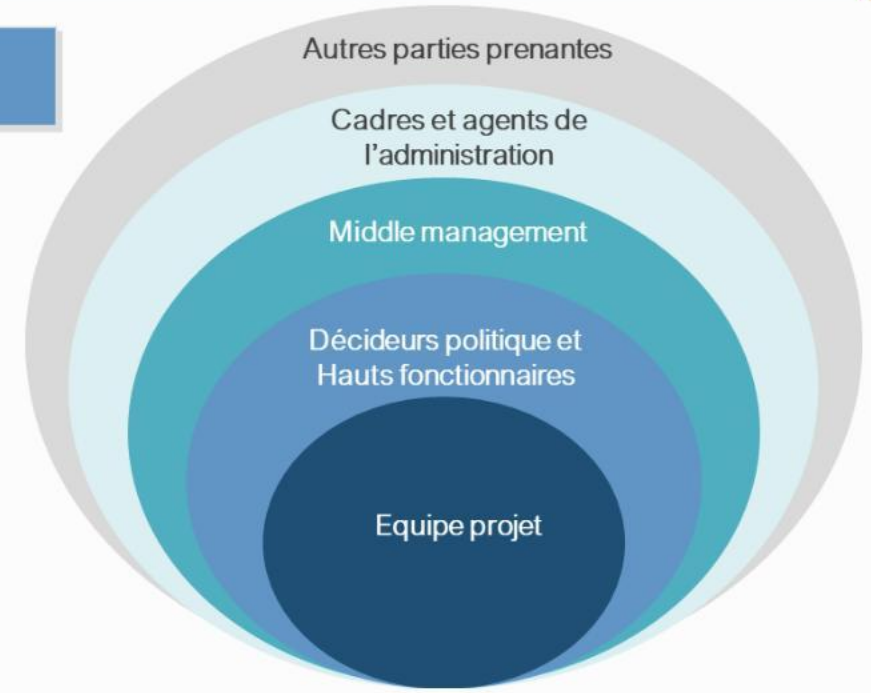 Autres parties prenantes
Cadres et agents de
l'administration
Middle management
Décideurs politique et
Hauts fonctionnaires
Equipe projet